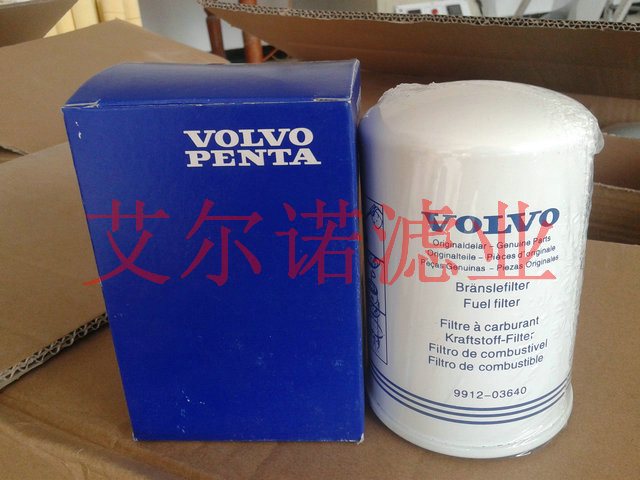 VOLVO
PENTA
艾尔诺滤业
VOLVO
Originaldelar - Genuine Parts
Originalteile - Pièces d'origine
Peças Genuinas - Piezas Originales
Bränslefilter
Fuel filter
Filtre à carburant
Kraftstoff-Filter
Filtro de combustivel
Filtro de combustible
9912-03640